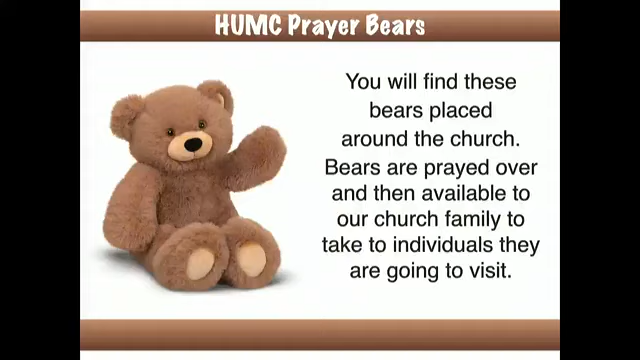 HUMC Prayer Bears
You will find these
bears placed
around the church.
Bears are prayed over
and then available to
our church family to
take to individuals they
are going to visit.